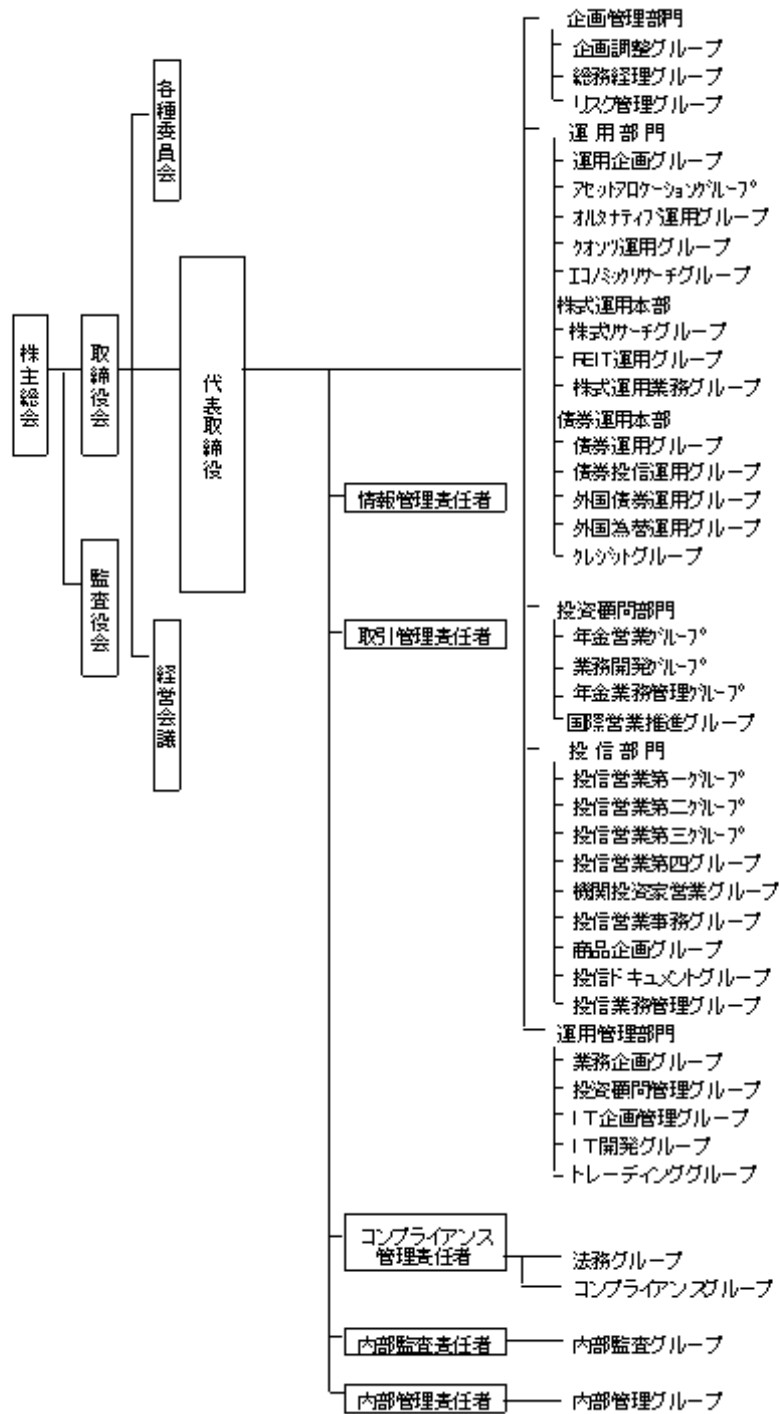 株主総会
取締役会
監査役会
各種委員会
経営会議
代表取締役
情報管理責任者
取引管理責任者
コンプライアンス
管理責任者
内部監査責任者
内部管理責任者
企画管理部門
企画調整グループ
総務経理グループ
リスク管理グループ
運用部門
運用企画グループ
アセットアロケーショングループ
オルタナティブ運用グループ
クオンツ運用グループ
エコノミックリサーチグループ
株式運用本部
株式リサーチグループ
REIT運用グループ
株式運用業務グループ
債券運用本部
債券運用グループ
債券投信運用グループ
外国債券運用グループ
外国為替運用グループ
クレジットグループ
投資顧問部門
年金営業グループ
業務開発グループ
年金業務管理グループ
国際営業推進グループ
投信部門
投信営業第一グループ
投信営業第二グループ
投信営業第三グループ
投信営業第四グループ
機関投資家営業グループ
投信営業事務グループ
商品企画グループ
投信ドキュメントグループ
投信業務管理グループ
運用管理部門
業務企画グループ
投資顧問管理グループ
IT企画管理グループ
IT開発グループ
トレーディンググループ
法務グループ
コンプライアンスグループ
内部監査グループ
内部管理グループ